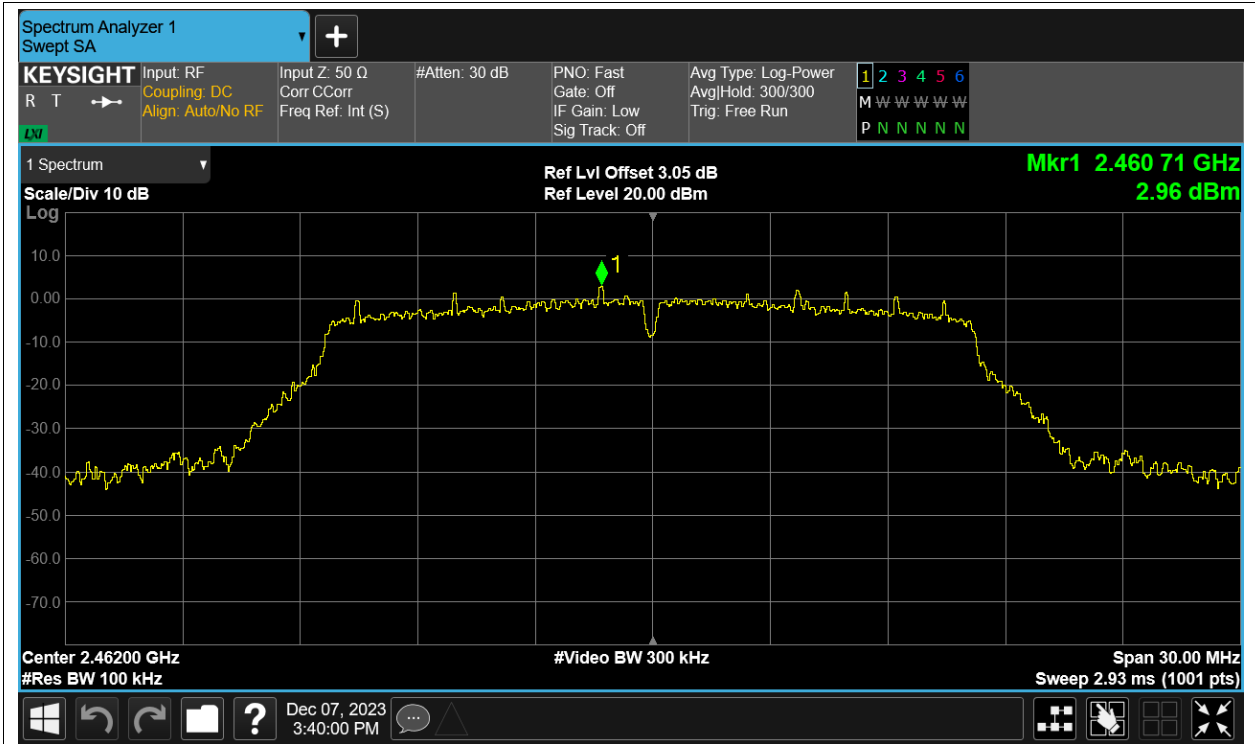 Spectrum Analyzer 1
Swept SA
+
KEYSIGHT
R T
LXI
Input: RF
Coupling: DC
Align: Auto/No RF
Input Z: 50 Ω
Corr CCorr
Freq Ref: Int (S)
#Atten: 30 dB
PNO: Fast
Gate: Off
IF Gain: Low
Sig Track: Off
Avg Type: Log-Power
Avg|Hold: 300/300
Trig: Free Run
1 2 3 4 5 6
M W W W W W
P N N N N N
1 Spectrum
Scale/Div 10 dB
Log
Ref Lvl Offset 3.05 dB
Ref Level 20.00 dBm
Mkr1 2.460 71 GHz
2.96 dBm
1
10.0
0.00
-10.0
-20.0
-30.0
-40.0
-50.0
-60.0
-70.0
Center 2.46200 GHz
#Res BW 100 kHz
#Video BW 300 kHz
Span 30.00 MHz
Sweep 2.93 ms (1001 pts)
?
Dec 07, 2023
3:40:00 PM